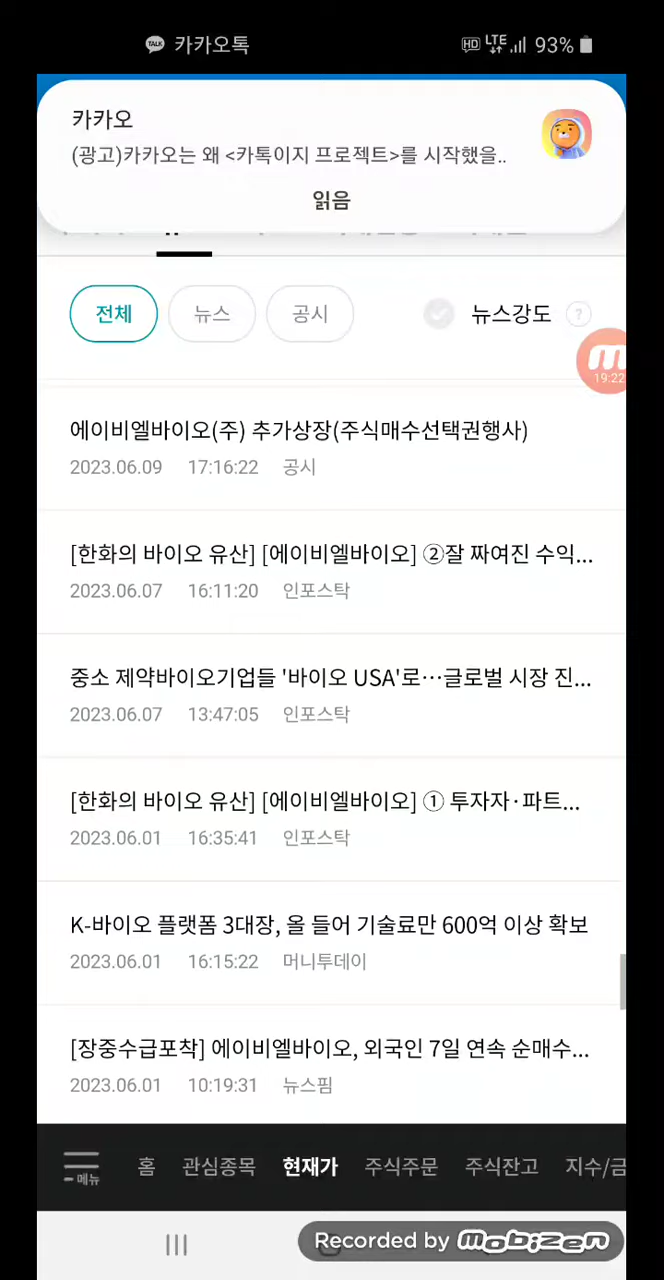 TALK 카카오톡 HD LTE 93%
카카오
(광고)카카오는 왜 <카톡이지 프로젝트>를 시작했을..
읽음
전체 뉴스 공시 뉴스강도 ?
19:22
에이비엘바이오(주) 추가상장(주식매수선택권행사)
2023.06.09 17:16:22 공시
[한화의 바이오 유산] [에이비엘바이오] ②잘 짜여진 수익...
2023.06.07 16:11:20 인포스탁
중소 제약바이오기업들 '바이오 USA'로…글로벌 시장 진...
2023.06.07 13:47:05 인포스탁
[한화의 바이오 유산] [에이비엘바이오] ① 투자자·파트...
2023.06.01 16:35:41 인포스탁
K-바이오 플랫폼 3대장, 올 들어 기술료만 600억 이상 확보
2023.06.01 16:15:22 머니투데이
[장중수급포착] 에이비엘바이오, 외국인 7일 연속 순매수...
2023.06.01 10:19:31 뉴스핌
메뉴 홈 관심종목 현재가 주식주문 주식잔고 지수/금
Recorded by mobizen